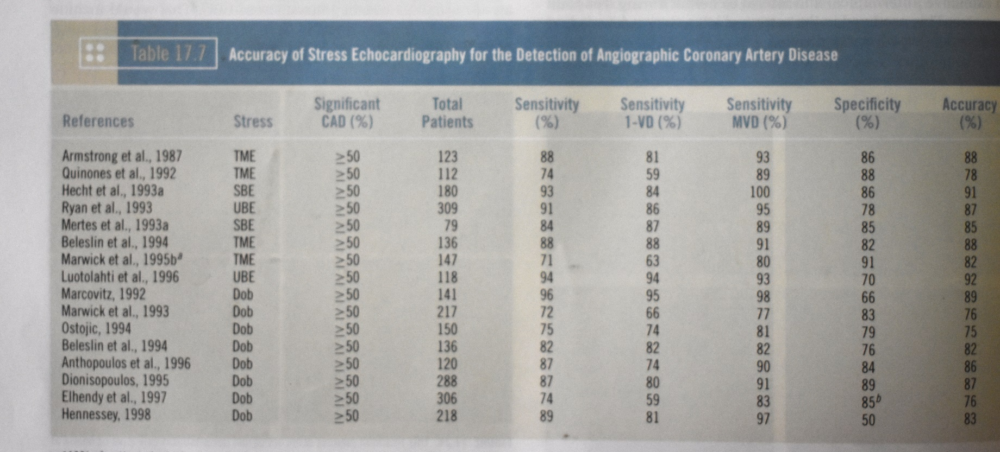 Table 17.7 Accuracy of Stress Echocardiography for the Detection of Angiographic Coronary Artery Disease
Significant Total Sensitivity Sensitivity Sensitivity Specificity Accuracy
References Stress CAD (%) Patients (%) 1-VD (%) MVD (%) (%) (%)
Armstrong et al., 1987 TME ≥50 123 88 81 93 86 88
Quinones et al., 1992 TME ≥50 112 74 59 89 88 78
Hecht et al., 1993a SBE ≥50 180 93 84 100 86 91
Ryan et al., 1993 UBE ≥50 309 91 86 95 78 87
Mertes et al., 1993a SBE ≥50 79 84 87 89 85 85
Beleslin et al., 1994 TME ≥50 136 88 88 91 82 88
Marwick et al., 1995bᵃ TME ≥50 147 71 63 80 91 82
Luotolahti et al., 1996 UBE ≥50 118 94 94 93 70 92
Marcovitz, 1992 Dob ≥50 141 96 95 98 66 89
Marwick et al., 1993 Dob ≥50 217 72 66 77 83 76
Ostojic, 1994 Dob ≥50 150 75 74 81 79 75
Beleslin et al., 1994 Dob ≥50 136 82 82 82 76 82
Anthopoulos et al., 1996 Dob ≥50 120 87 74 90 84 86
Dionisopoulos, 1995 Dob ≥50 288 87 80 91 89 87
Elhendy et al., 1997 Dob ≥50 306 74 59 83 85ᵇ 76
Hennessey, 1998 Dob ≥50 218 89 81 97 50 83